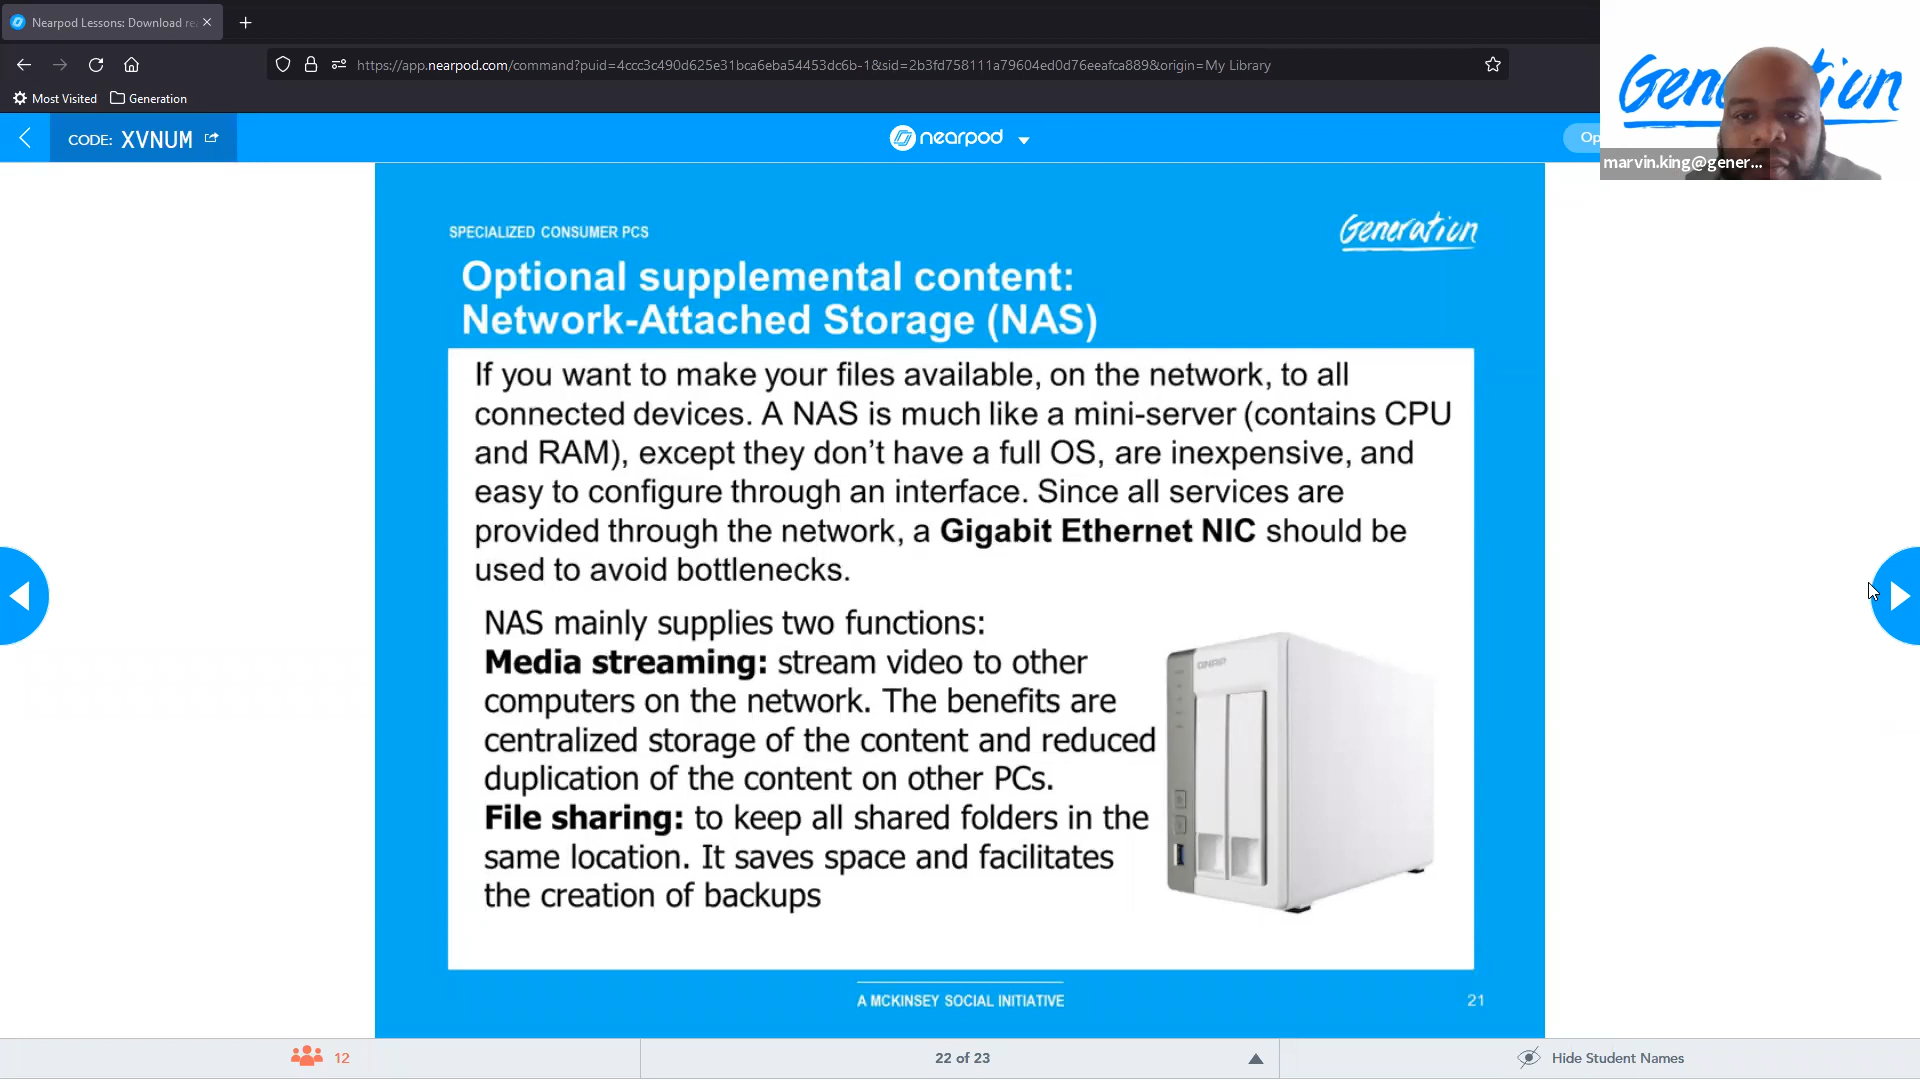 Nearpod Lessons: Download re
https://app.nearpod.com/command?puid=4ccc3c490d625e31bca6eba54453dc6b-1&sid=2b3fd758111a79604ed0d76eeafca889&origin=My Library
Most Visited
Generation
CODE: XVNUM
nearpod
Op
Generation
marvin.king@gener...
SPECIALIZED CONSUMER PCS
Generation
Optional supplemental content:
Network-Attached Storage (NAS)
If you want to make your files available, on the network, to all
connected devices. A NAS is much like a mini-server (contains CPU
and RAM), except they don't have a full OS, are inexpensive, and
easy to configure through an interface. Since all services are
provided through the network, a Gigabit Ethernet NIC should be
used to avoid bottlenecks.
NAS mainly supplies two functions:
Media streaming: stream video to other
computers on the network. The benefits are
centralized storage of the content and reduced
duplication of the content on other PCs.
File sharing: to keep all shared folders in the
same location. It saves space and facilitates
the creation of backups
QNAP
A MCKINSEY SOCIAL INITIATIVE
21
12
22 of 23
Hide Student Names